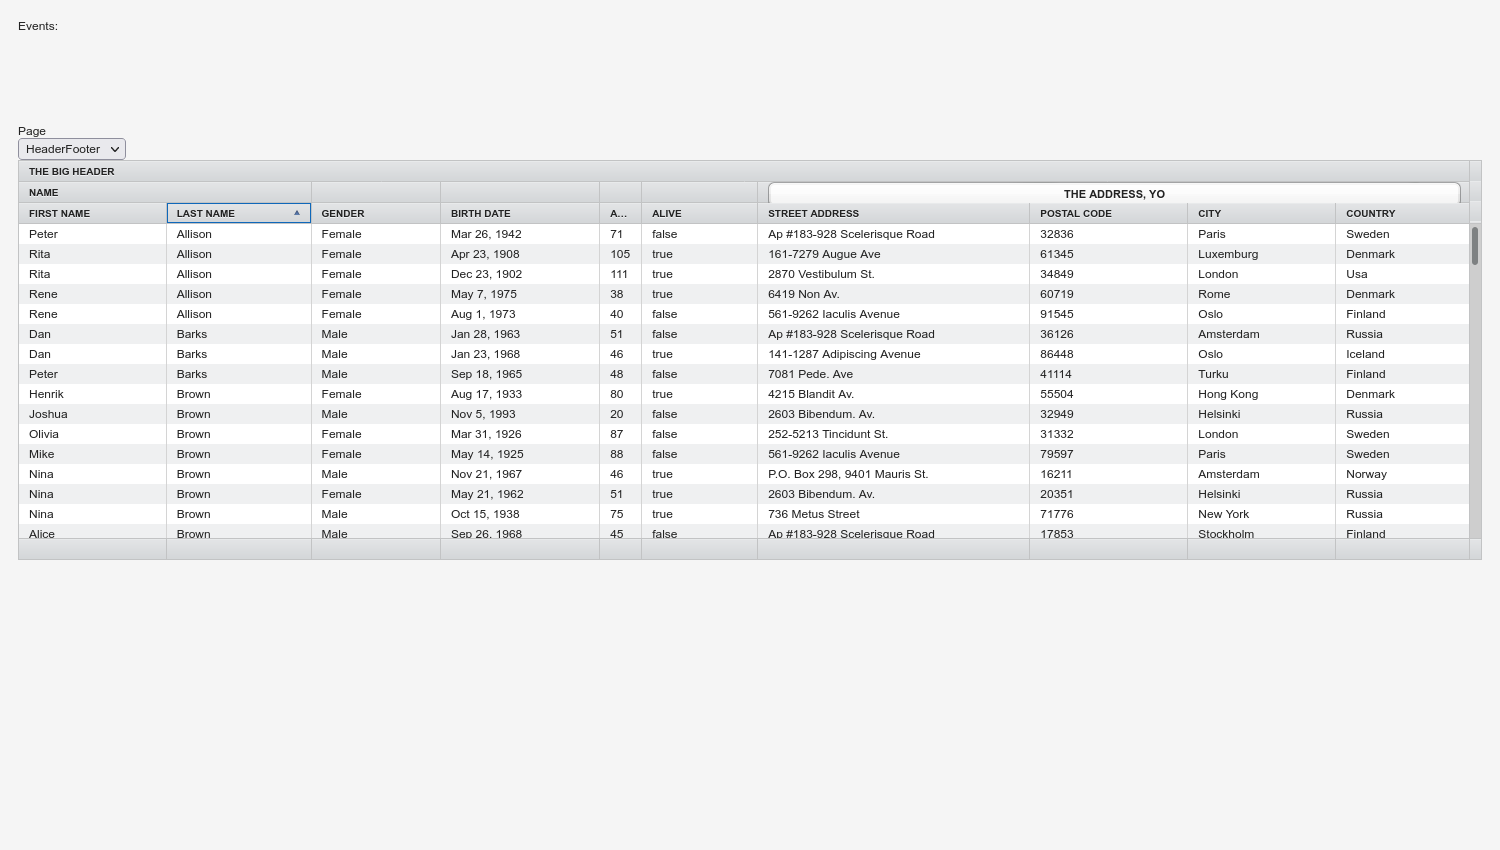 Events:
Page
HeaderFooter
THE BIG HEADER
NAME THE ADDRESS, YO
FIRST NAME LAST NAME GENDER BIRTH DATE A... ALIVE STREET ADDRESS POSTAL CODE CITY COUNTRY
Peter Allison Female Mar 26, 1942 71 false Ap #183-928 Scelerisque Road 32836 Paris Sweden
Rita Allison Female Apr 23, 1908 105 true 161-7279 Augue Ave 61345 Luxemburg Denmark
Rita Allison Female Dec 23, 1902 111 true 2870 Vestibulum St. 34849 London Usa
Rene Allison Female May 7, 1975 38 true 6419 Non Av. 60719 Rome Denmark
Rene Allison Female Aug 1, 1973 40 false 561-9262 Iaculis Avenue 91545 Oslo Finland
Dan Barks Male Jan 28, 1963 51 false Ap #183-928 Scelerisque Road 36126 Amsterdam Russia
Dan Barks Male Jan 23, 1968 46 true 141-1287 Adipiscing Avenue 86448 Oslo Iceland
Peter Barks Male Sep 18, 1965 48 false 7081 Pede. Ave 41114 Turku Finland
Henrik Brown Female Aug 17, 1933 80 true 4215 Blandit Av. 55504 Hong Kong Denmark
Joshua Brown Male Nov 5, 1993 20 false 2603 Bibendum. Av. 32949 Helsinki Russia
Olivia Brown Female Mar 31, 1926 87 false 252-5213 Tincidunt St. 31332 London Sweden
Mike Brown Female May 14, 1925 88 false 561-9262 Iaculis Avenue 79597 Paris Sweden
Nina Brown Male Nov 21, 1967 46 true P.O. Box 298, 9401 Mauris St. 16211 Amsterdam Norway
Nina Brown Female May 21, 1962 51 true 2603 Bibendum. Av. 20351 Helsinki Russia
Nina Brown Male Oct 15, 1938 75 true 736 Metus Street 71776 New York Russia
Alice Brown Male Sep 26, 1968 45 false Ap #183-928 Scelerisque Road 17853 Stockholm Finland